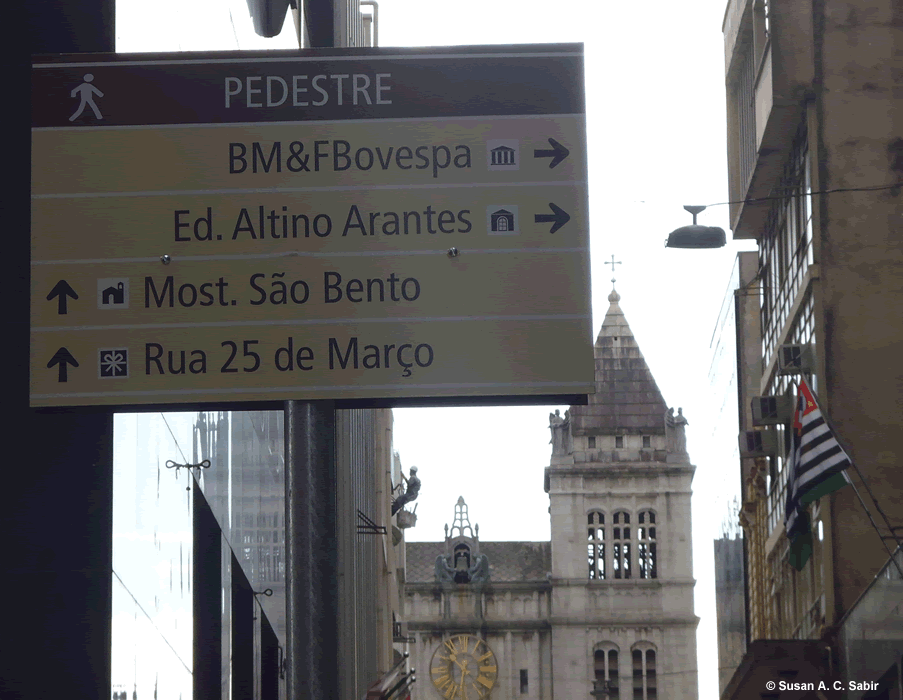 PEDESTRE
BM&FBovespa
Ed. Altino Arantes
Most. São Bento
Rua 25 de Março
© Susan A. C. Sabir